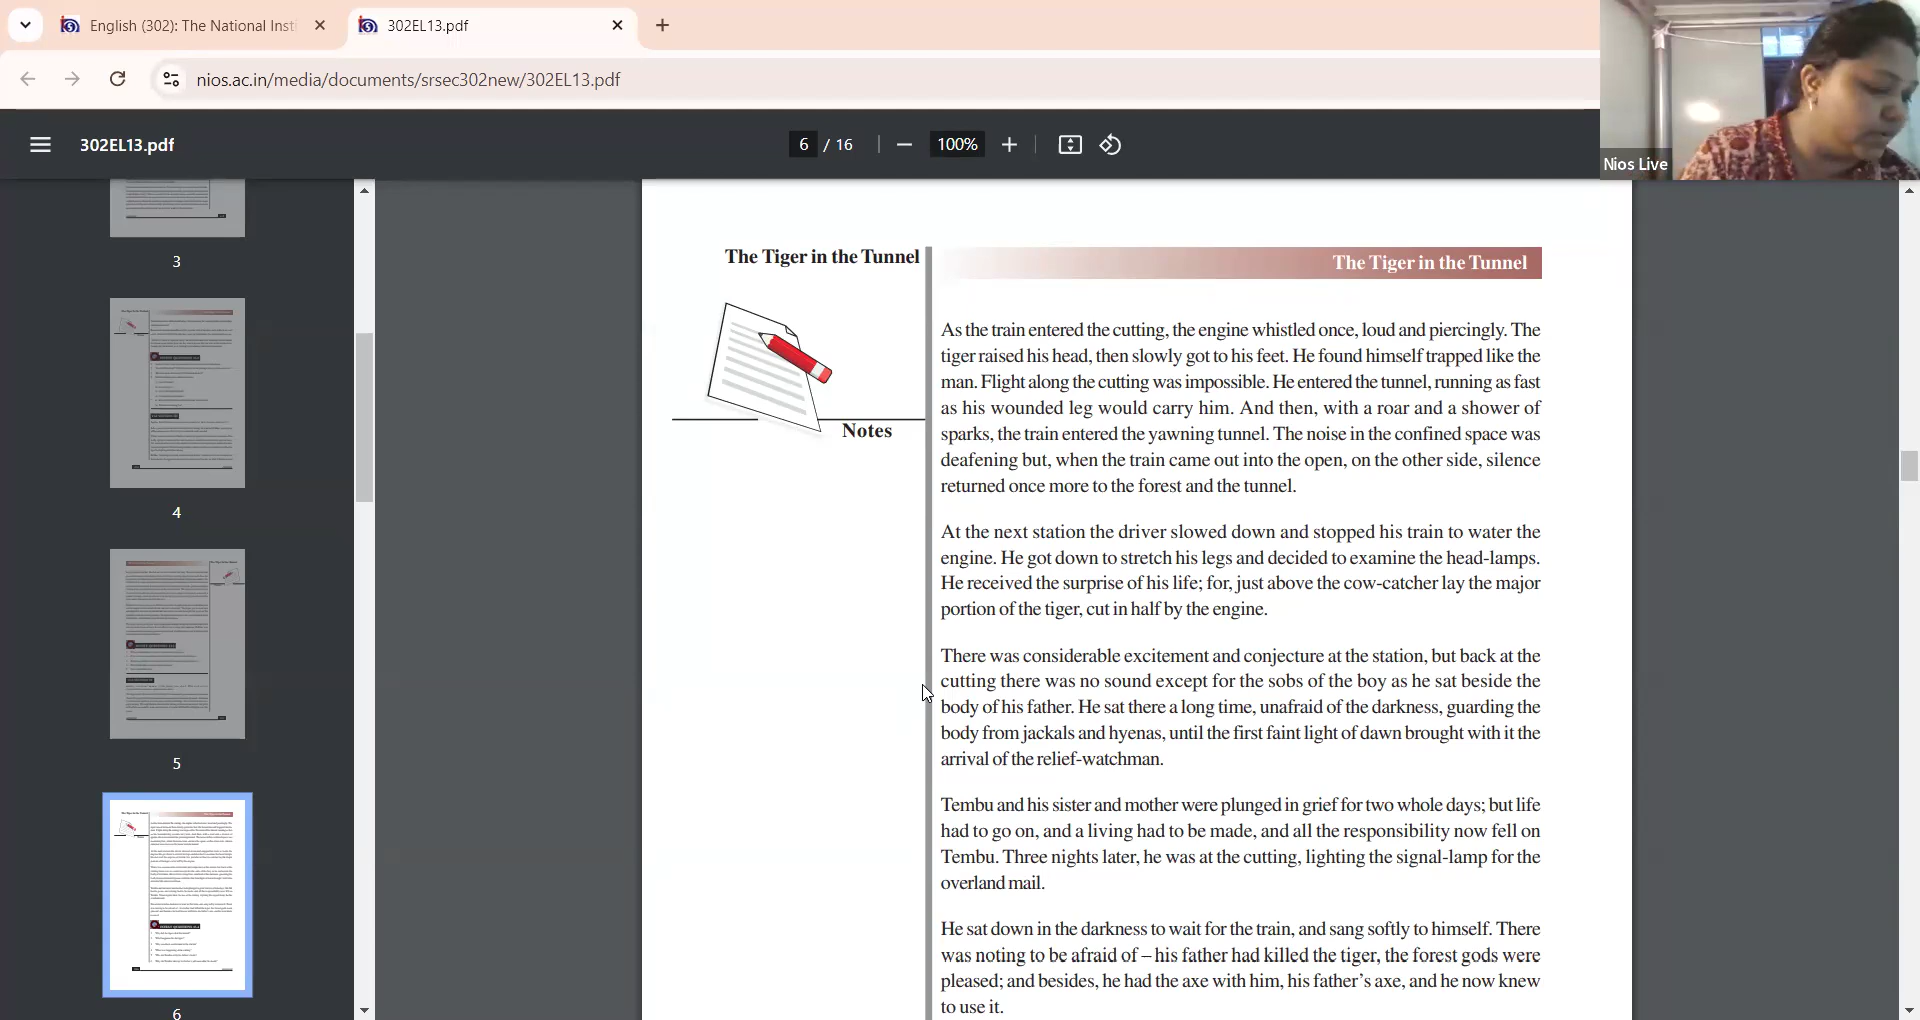 English (302): The National Insti
302EL13.pdf
nios.ac.in/media/documents/srsec302new/302EL13.pdf
302EL13.pdf
6 / 16
100%
Nios Live
3
4
5
6
The Tiger in the Tunnel
The Tiger in the Tunnel
Notes
As the train entered the cutting, the engine whistled once, loud and piercingly. The
tiger raised his head, then slowly got to his feet. He found himself trapped like the
man. Flight along the cutting was impossible. He entered the tunnel, running as fast
as his wounded leg would carry him. And then, with a roar and a shower of
sparks, the train entered the yawning tunnel. The noise in the confined space was
deafening but, when the train came out into the open, on the other side, silence
returned once more to the forest and the tunnel.
At the next station the driver slowed down and stopped his train to water the
engine. He got down to stretch his legs and decided to examine the head-lamps.
He received the surprise of his life; for, just above the cow-catcher lay the major
portion of the tiger, cut in half by the engine.
There was considerable excitement and conjecture at the station, but back at the
cutting there was no sound except for the sobs of the boy as he sat beside the
body of his father. He sat there a long time, unafraid of the darkness, guarding the
body from jackals and hyenas, until the first faint light of dawn brought with it the
arrival of the relief-watchman.
Tembu and his sister and mother were plunged in grief for two whole days; but life
had to go on, and a living had to be made, and all the responsibility now fell on
Tembu. Three nights later, he was at the cutting, lighting the signal-lamp for the
overland mail.
He sat down in the darkness to wait for the train, and sang softly to himself. There
was noting to be afraid of – his father had killed the tiger, the forest gods were
pleased; and besides, he had the axe with him, his father's axe, and he now knew
to use it.